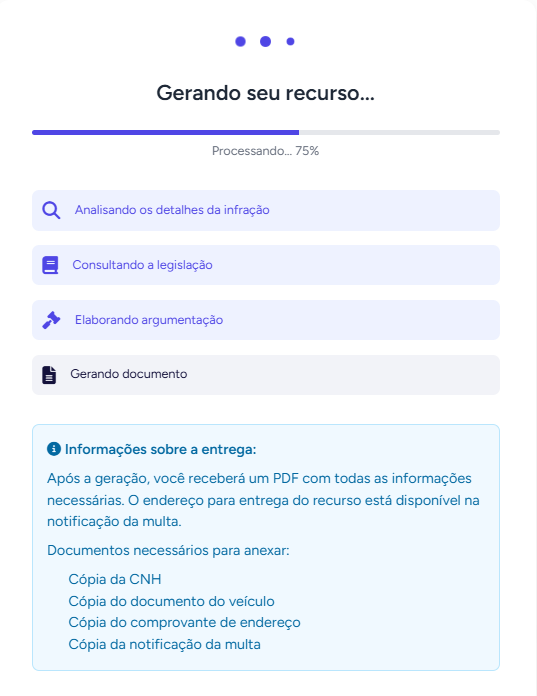 Gerando seu recurso...
Processando... 75%
Analisando os detalhes da infração
Consultando a legislação
Elaborando argumentação
Gerando documento
Informações sobre a entrega:
Após a geração, você receberá um PDF com todas as informações
necessárias. O endereço para entrega do recurso está disponível na
notificação da multa.
Documentos necessários para anexar:
Cópia da CNH
Cópia do documento do veículo
Cópia do comprovante de endereço
Cópia da notificação da multa